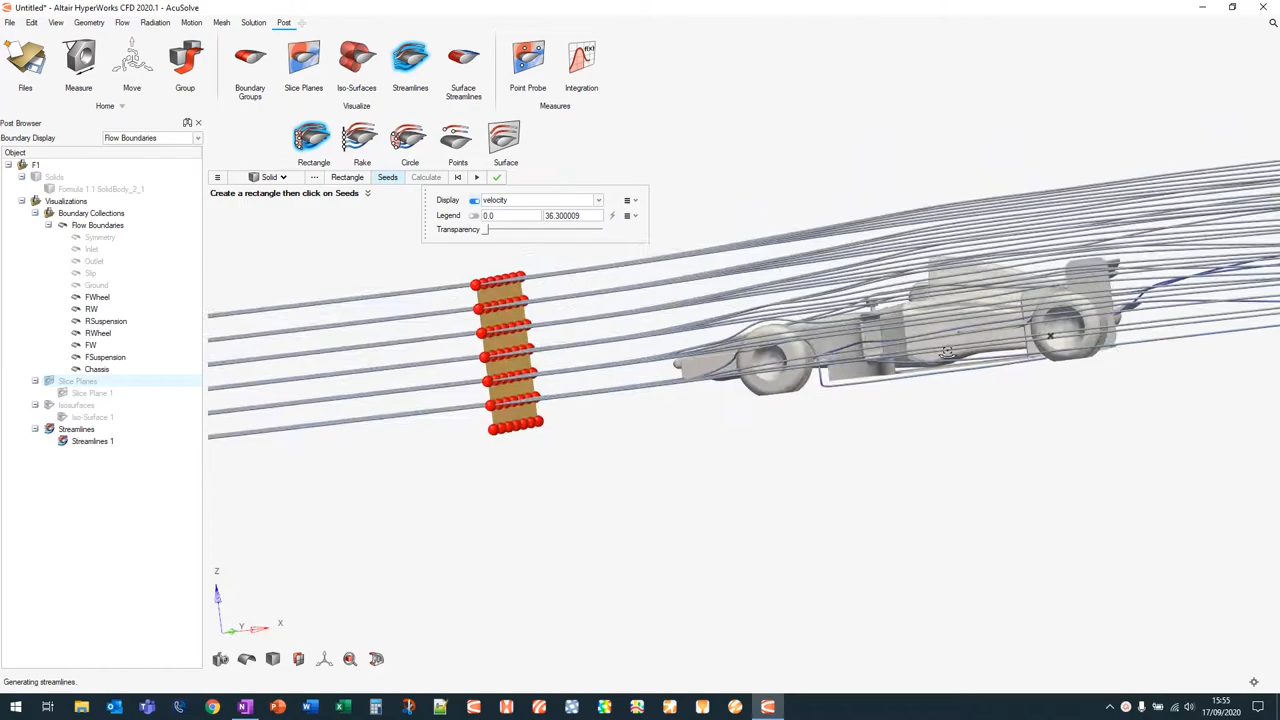 Untitled* - Altair HyperWorks CFD 2020.1 - AcuSolve
File Edit View Geometry Flow Radiation Motion Mesh Solution Post
Files Measure Move Group Boundary Groups Slice Planes Iso-Surfaces Streamlines Surface Streamlines Point Probe Integration
Home Visualize Measures
Post Browser
Rectangle Rake Circle Points Surface
Boundary Display Flow Boundaries
Object
F1
Solids
Formula 1.1 SolidBody_2_1
Visualizations
Boundary Collections
Flow Boundaries
Symmetry
Inlet
Outlet
Slip
Ground
FWheel
RW
RSuspension
RWheel
FW
FSuspension
Chassis
Slice Planes
Slice Plane 1
Isosurfaces
Iso-Surface 1
Streamlines
Streamlines 1
Solid ... Rectangle Seeds Calculate
Create a rectangle then click on Seeds
Display velocity
Legend 0.0 36.300009
Transparency
Z
Y X
Generating streamlines.
15:55
17/09/2020